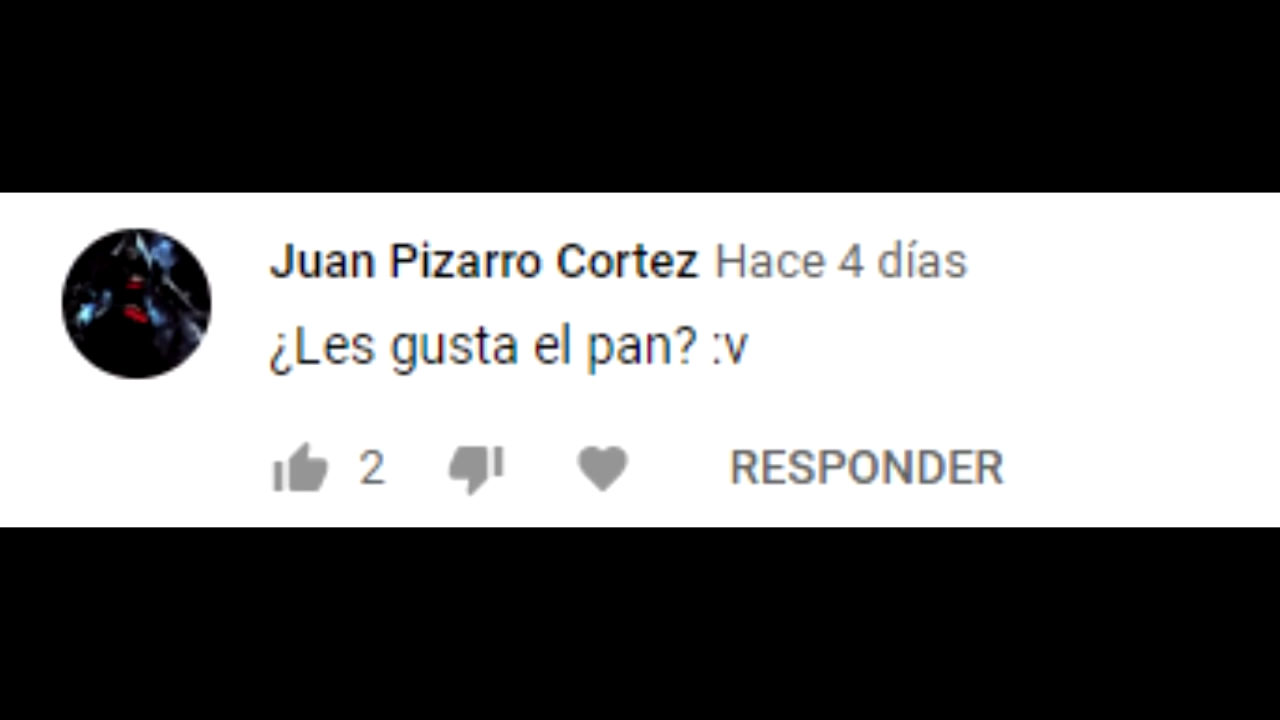 Juan Pizarro Cortez Hace 4 días
¿Les gusta el pan? :v
2 RESPONDER